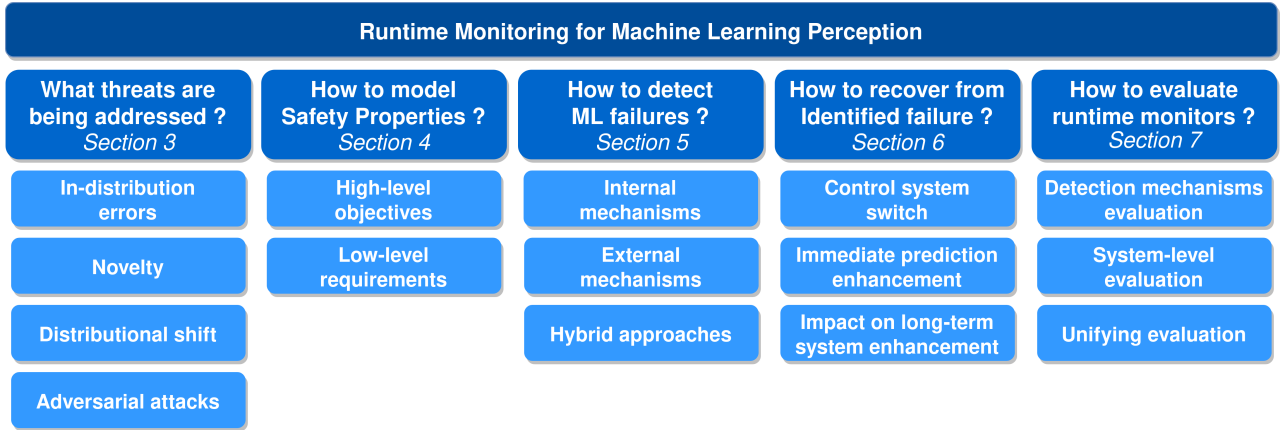 Runtime Monitoring for Machine Learning Perception
What threats are
being addressed ?
Section 3
In-distribution
errors
Novelty
Distributional shift
Adversarial attacks
How to model
Safety Properties ?
Section 4
High-level
objectives
Low-level
requirements
How to detect
ML failures ?
Section 5
Internal
mechanisms
External
mechanisms
Hybrid approaches
How to recover from
Identified failure ?
Section 6
Control system
switch
Immediate prediction
enhancement
Impact on long-term
system enhancement
How to evaluate
runtime monitors ?
Section 7
Detection mechanisms
evaluation
System-level
evaluation
Unifying evaluation